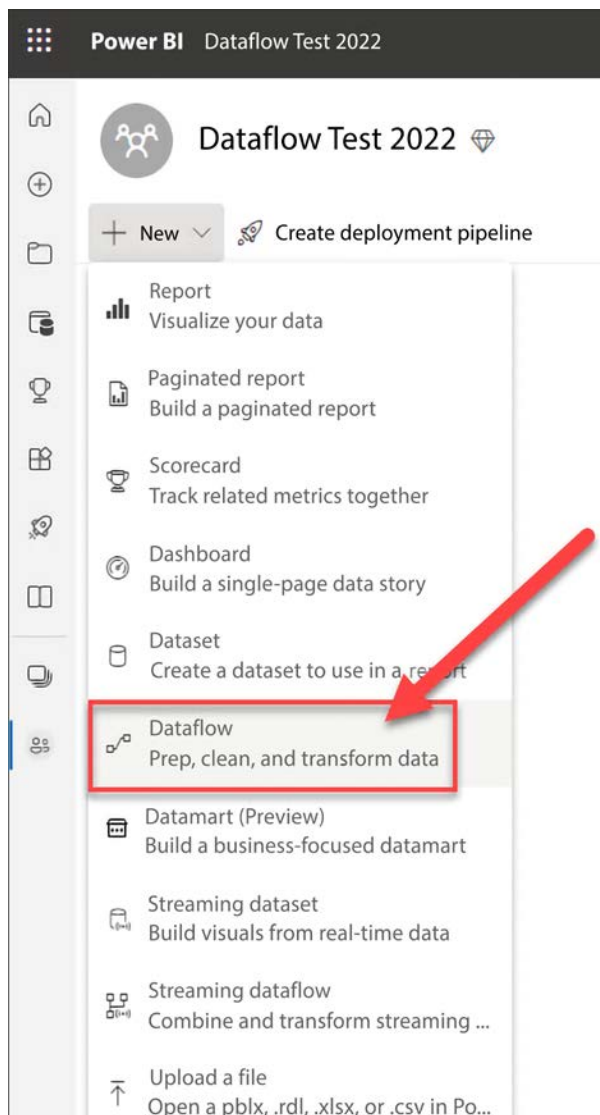 Power BI Dataflow Test 2022
Dataflow Test 2022
New Create deployment pipeline
Report
Visualize your data
Paginated report
Build a paginated report
Scorecard
Track related metrics together
Dashboard
Build a single-page data story
Dataset
Create a dataset to use in a report
Dataflow
Prep, clean, and transform data
Datamart (Preview)
Build a business-focused datamart
Streaming dataset
Build visuals from real-time data
Streaming dataflow
Combine and transform streaming ...
Upload a file
Open a pblx, .rdl, .xlsx, or .csv in Po...